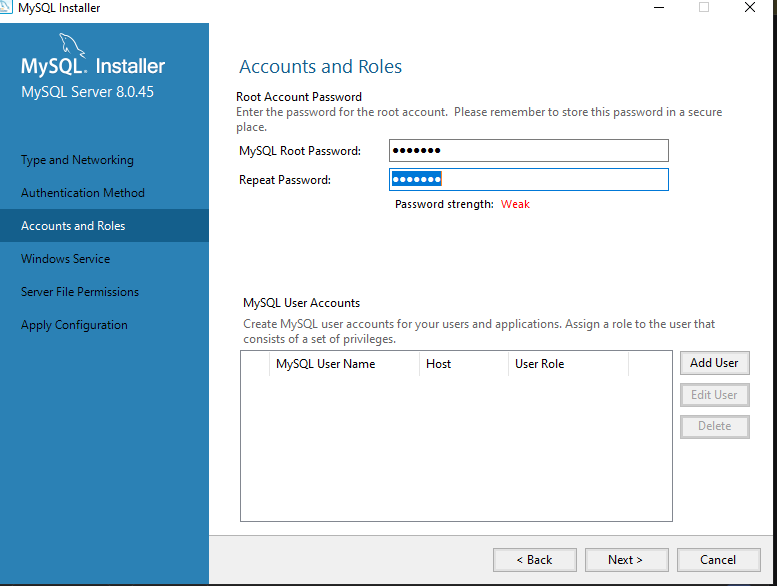 MySQL Installer
MySQL. Installer
MySQL Server 8.0.45
Type and Networking
Authentication Method
Accounts and Roles
Windows Service
Server File Permissions
Apply Configuration
Accounts and Roles
Root Account Password
Enter the password for the root account.  Please remember to store this password in a secure
place.
MySQL Root Password: ●●●●●●●
Repeat Password: ●●●●●●●
Password strength: Weak
MySQL User Accounts
Create MySQL user accounts for your users and applications. Assign a role to the user that
consists of a set of privileges.
MySQL User Name Host User Role
Add User
Edit User
Delete
< Back Next > Cancel